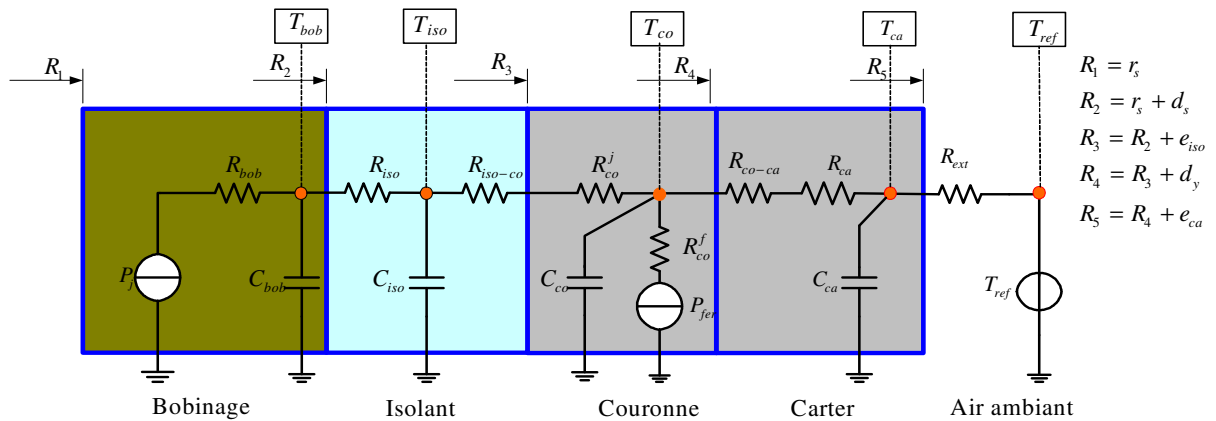 T_bob T_iso T_co T_ca T_ref
R_1 R_2 R_3 R_4 R_5
R_1 = r_s
R_2 = r_s + d_s
R_3 = R_2 + e_iso
R_4 = R_3 + d_y
R_5 = R_4 + e_ca
R_bob R_iso R_iso-co R_co^j R_co-ca R_ca R_ext
R_co^f
P_j C_bob C_iso C_co P_fer C_ca T_ref
Bobinage Isolant Couronne Carter Air ambiant